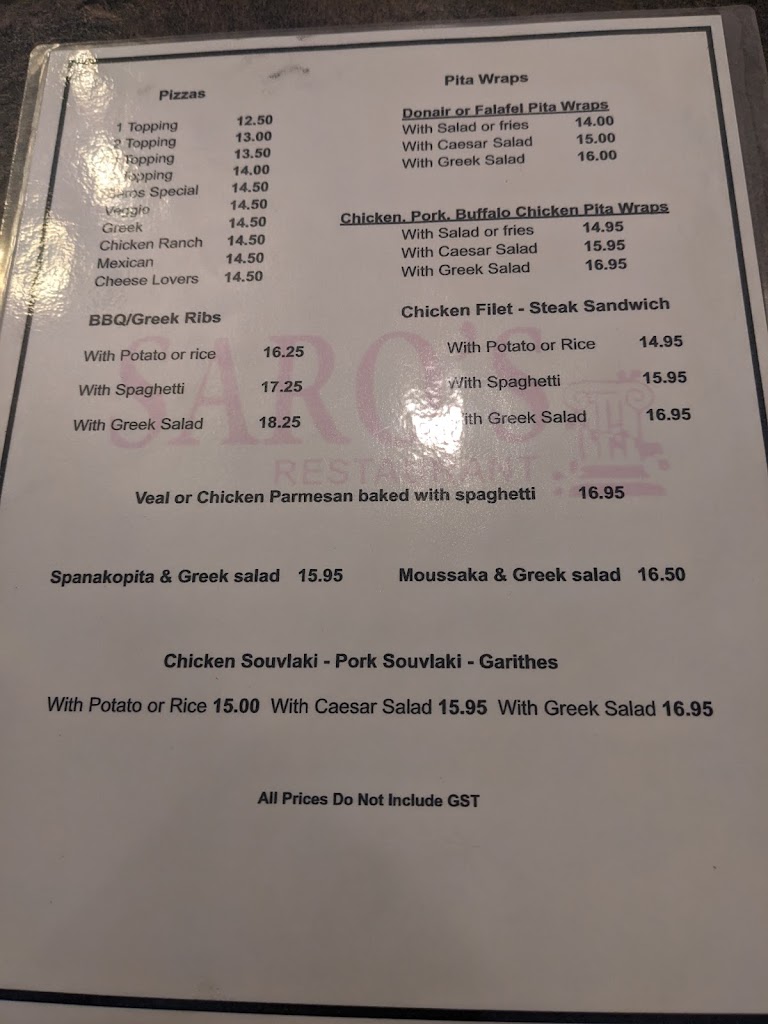 Pizzas
1 Topping 12.50
2 Topping 13.00
Topping 13.50
Topping 14.00
Special 14.50
Veggio 14.50
Greek 14.50
Chicken Ranch 14.50
Mexican 14.50
Cheese Lovers 14.50
Pita Wraps
Donair or Falafel Pita Wraps
With Salad or fries 14.00
With Caesar Salad 15.00
With Greek Salad 16.00
Chicken, Pork, Buffalo Chicken Pita Wraps
With Salad or fries 14.95
With Caesar Salad 15.95
With Greek Salad 16.95
BBQ/Greek Ribs
With Potato or rice 16.25
With Spaghetti 17.25
With Greek Salad 18.25
Chicken Filet - Steak Sandwich
With Potato or Rice 14.95
With Spaghetti 15.95
With Greek Salad 16.95
SARO'S
RESTAURANT
Veal or Chicken Parmesan baked with spaghetti 16.95
Spanakopita & Greek salad 15.95
Moussaka & Greek salad 16.50
Chicken Souvlaki - Pork Souvlaki - Garithes
With Potato or Rice 15.00 With Caesar Salad 15.95 With Greek Salad 16.95
All Prices Do Not Include GST